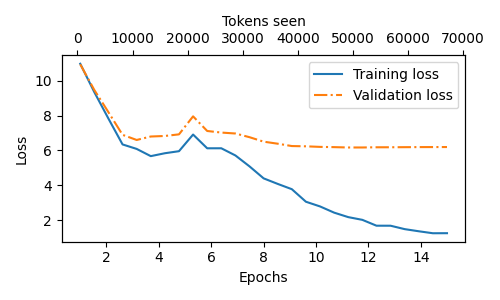 Tokens seen
0 10000 20000 30000 40000 50000 60000 70000
Training loss
Validation loss
Loss
10
8
6
4
2
2 4 6 8 10 12 14
Epochs